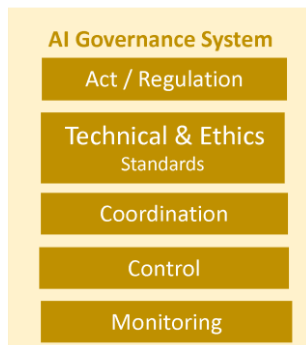 AI Governance System
Act / Regulation
Technical & Ethics
Standards
Coordination
Control
Monitoring